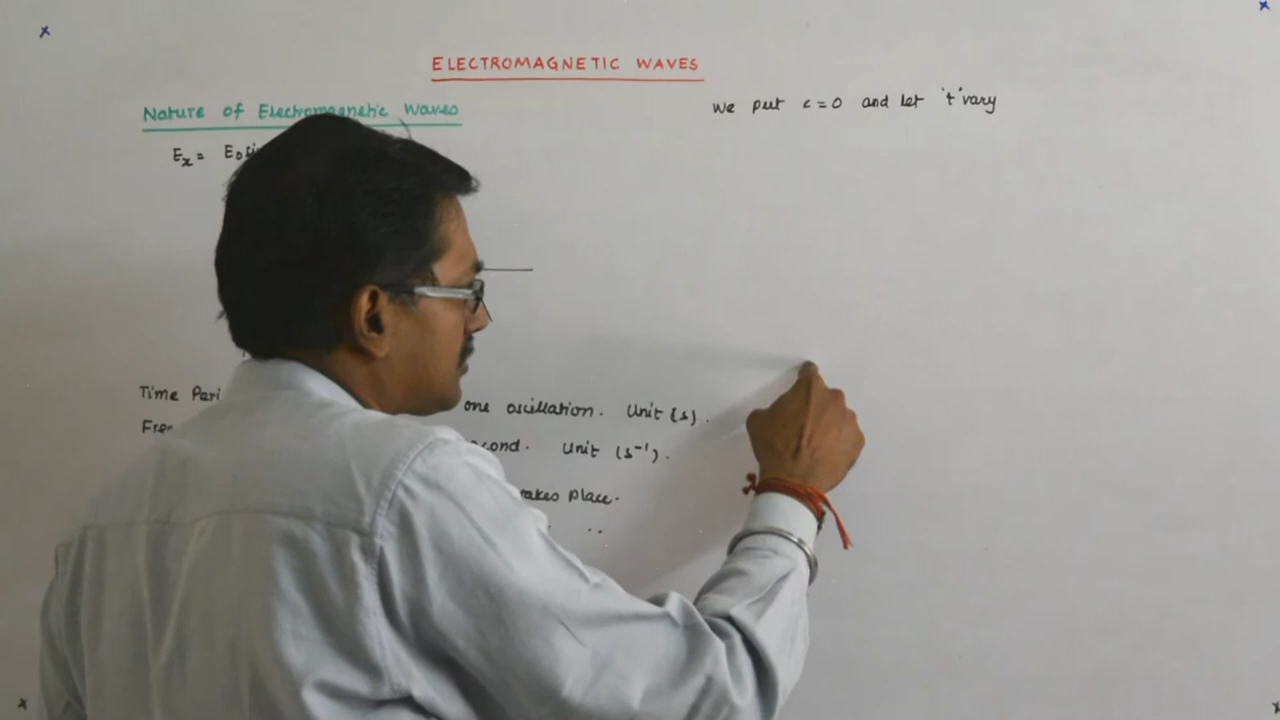 ELECTROMAGNETIC WAVES
Nature of Electromagnetic Waves
Ex = E0 si
Time Peri
Fre
one oscillation. Unit (s).
cond. Unit (s⁻¹).
takes Place.
We put c = 0 and let 't' vary